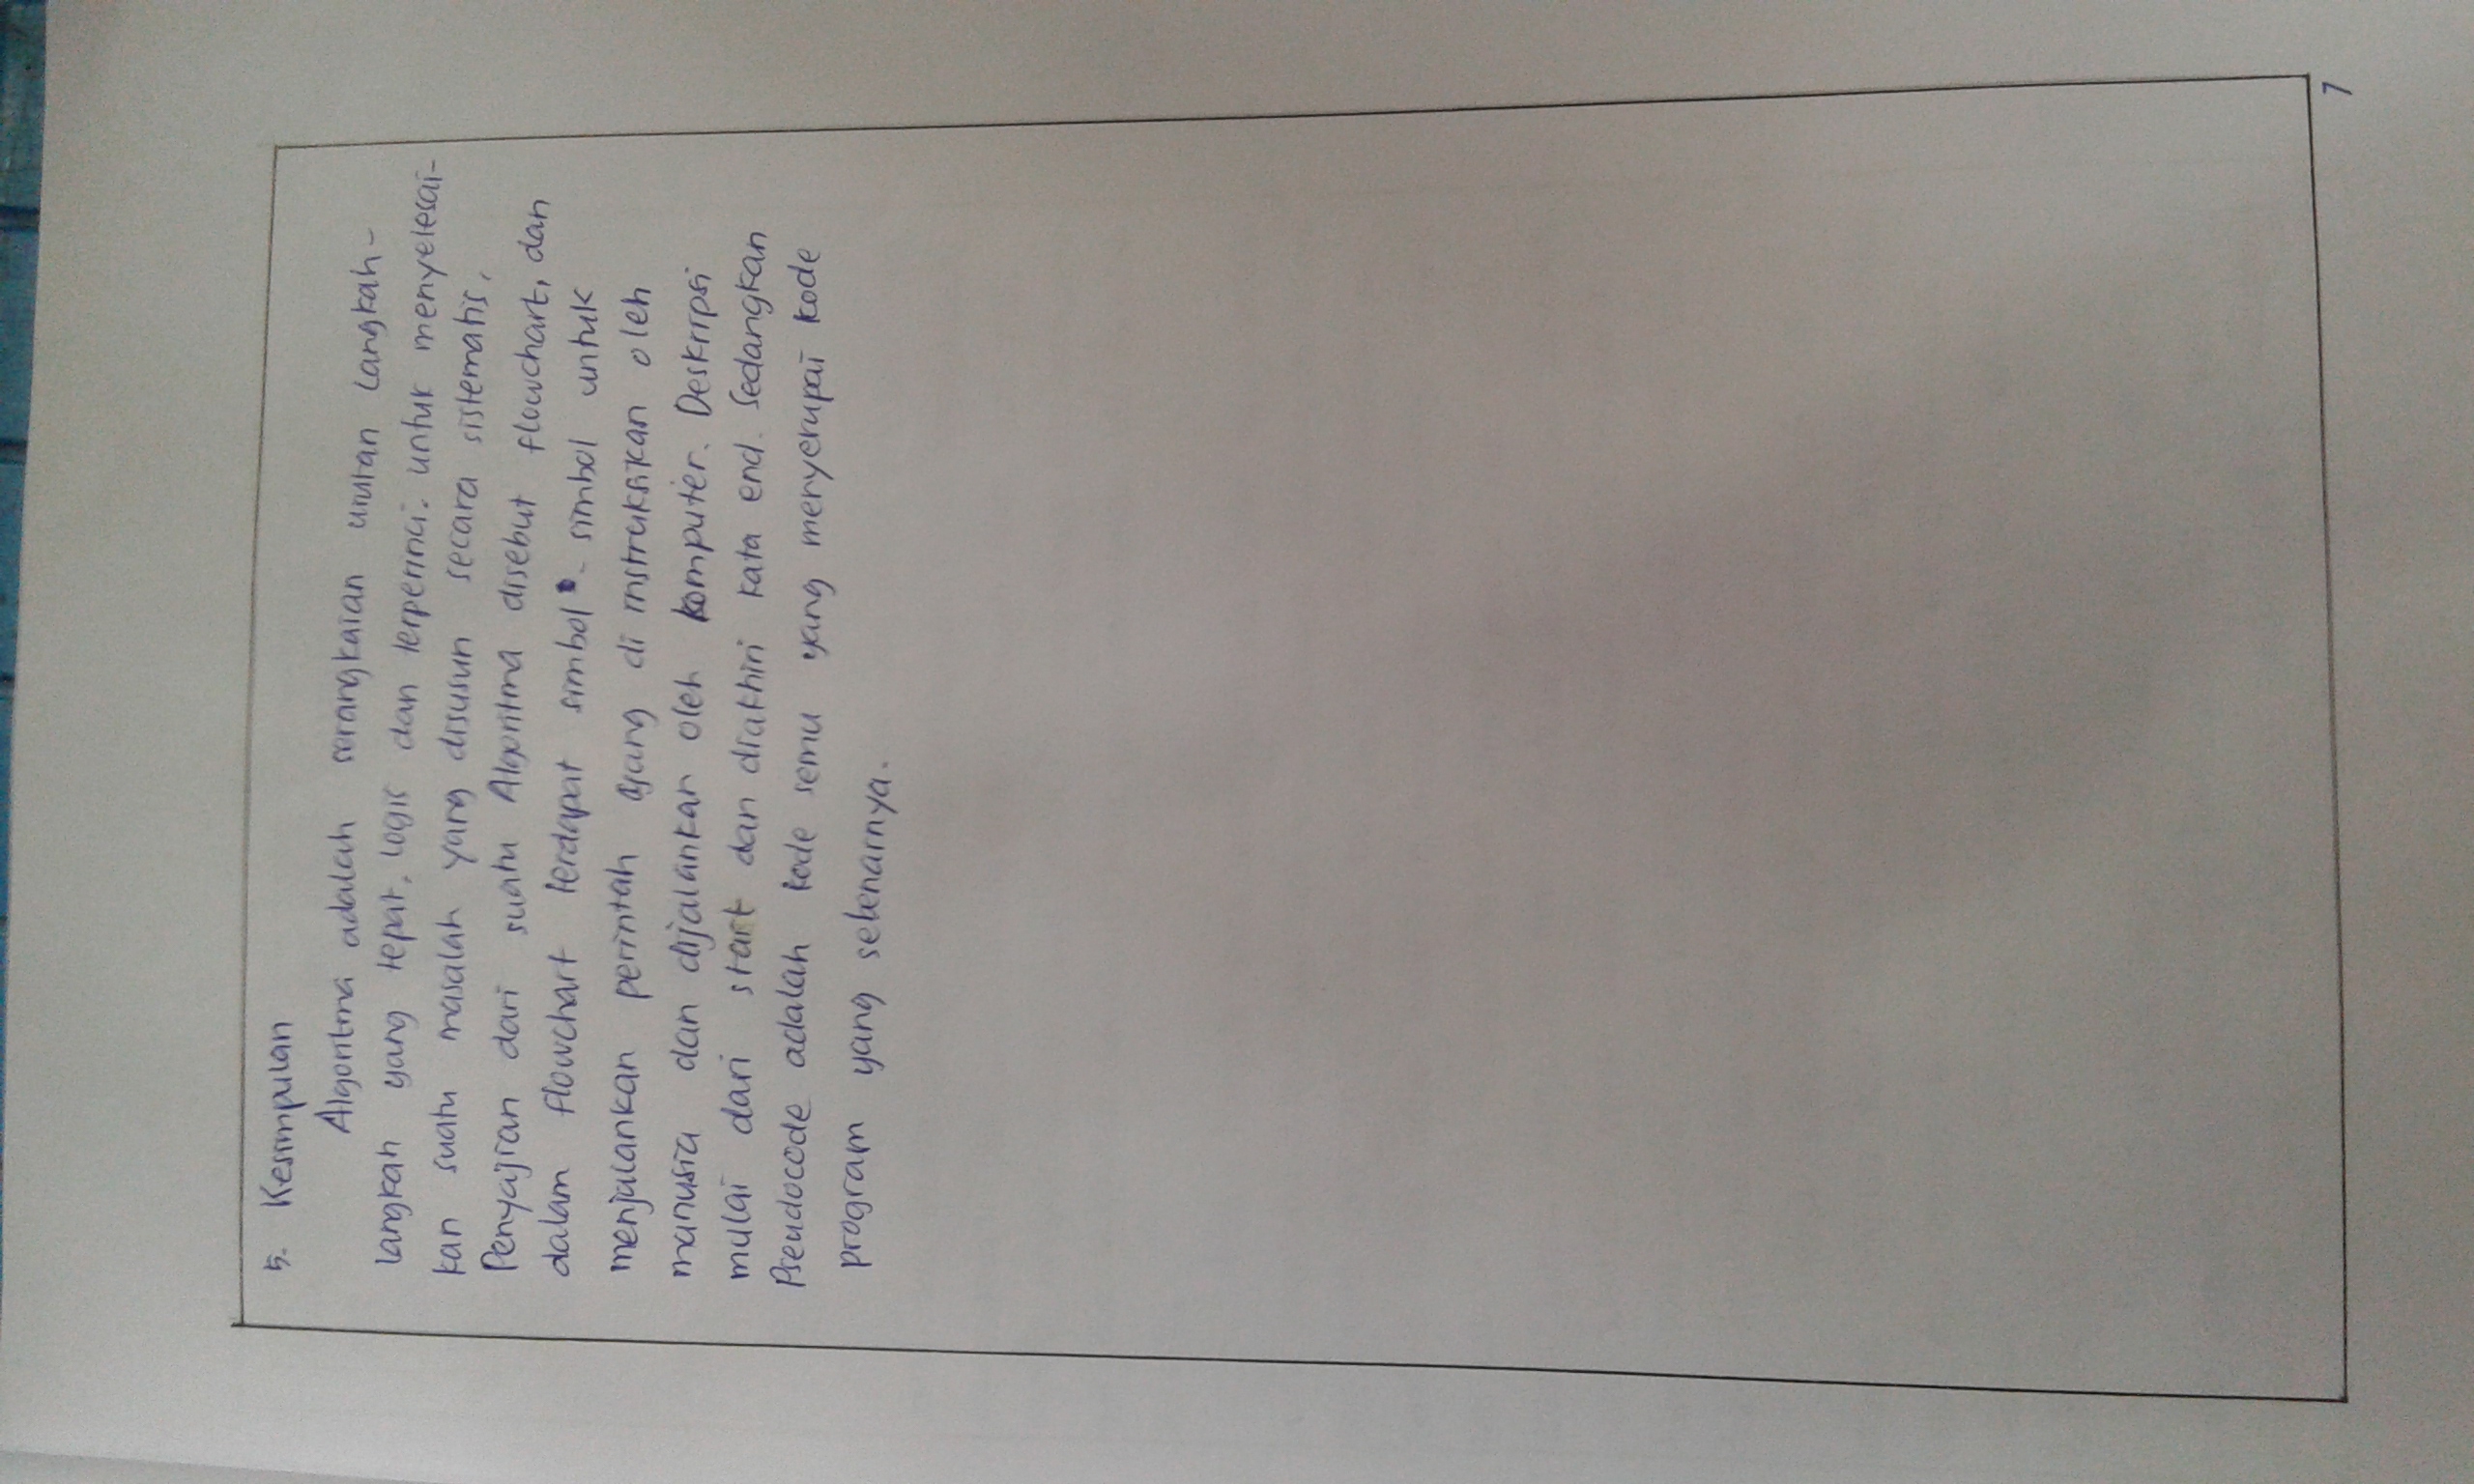 5. Kesimpulan
Algoritma adalah serangkaian urutan langkah-
langkah yang tepat, logis dan terperinci. untuk menyelesai-
kan suatu masalah yang disusun secara sistematis,
Penyajian dari suatu Algoritma disebut flowchart, dan
dalam flowchart terdapat simbol - simbol untuk
menjalankan perintah yang di instruksikan oleh
manusia dan dijalankan oleh komputer. Deskripsi
mulai dari start dan diakhiri kata end. Sedangkan
Pseudocode adalah kode semu yang menyerupai kode
program yang sebenarnya.
7